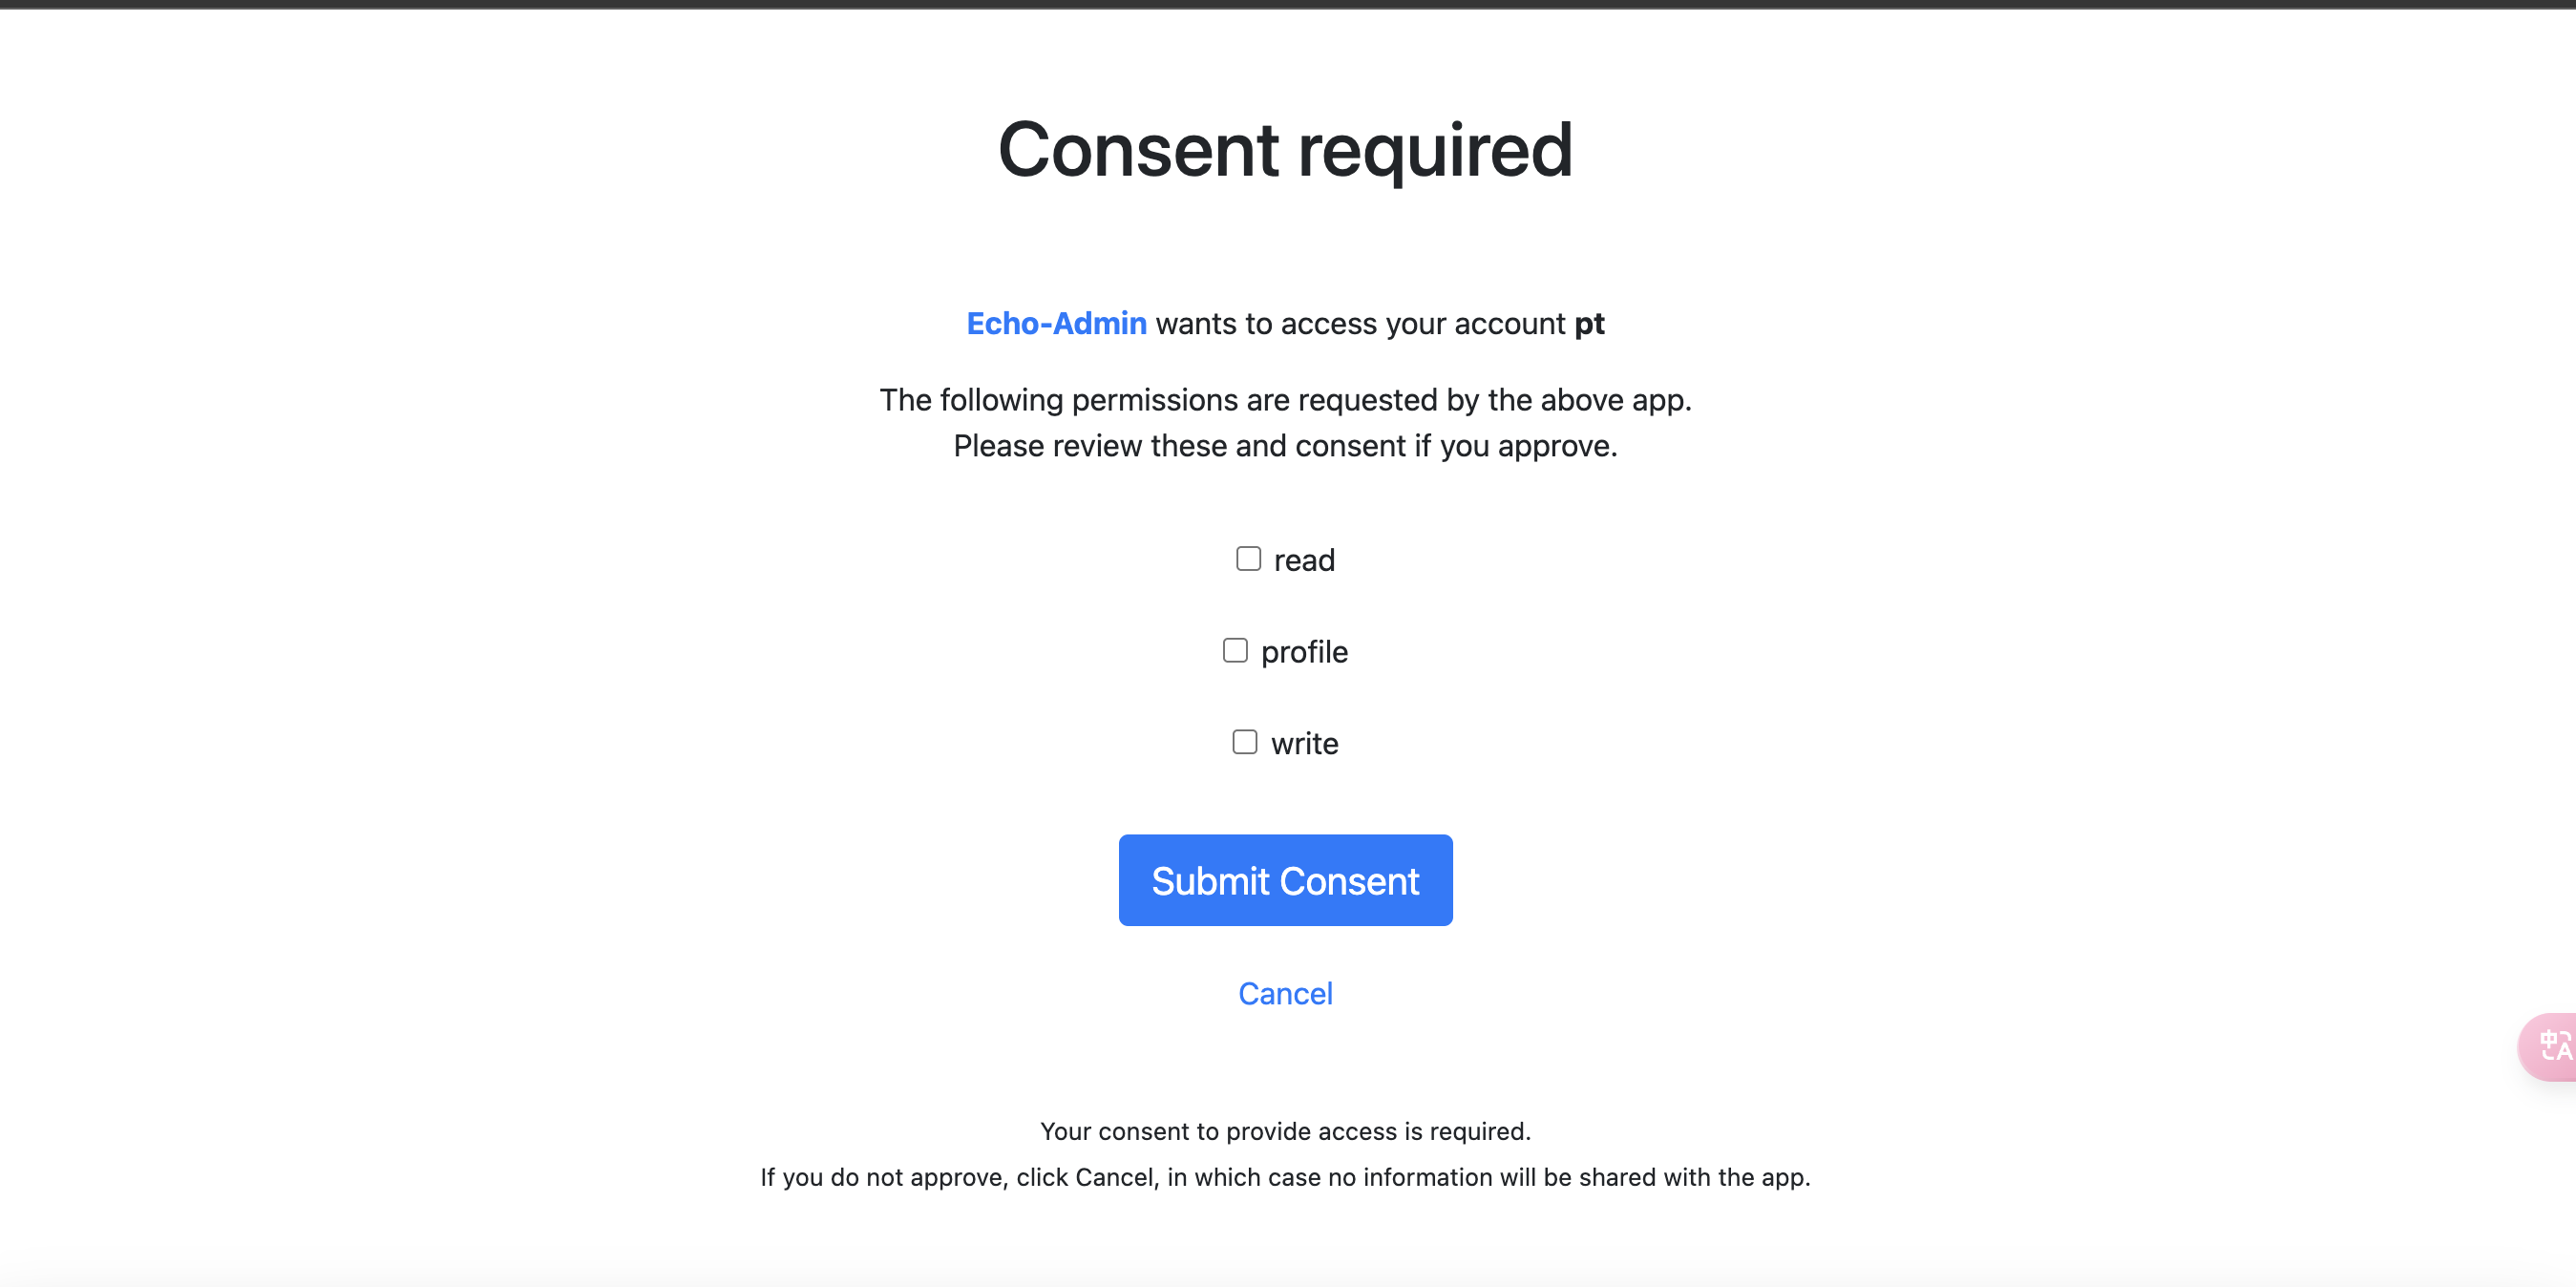 Consent required
Echo-Admin wants to access your account pt
The following permissions are requested by the above app.
Please review these and consent if you approve.
read
profile
write
Submit Consent
Cancel
中A
Your consent to provide access is required.
If you do not approve, click Cancel, in which case no information will be shared with the app.